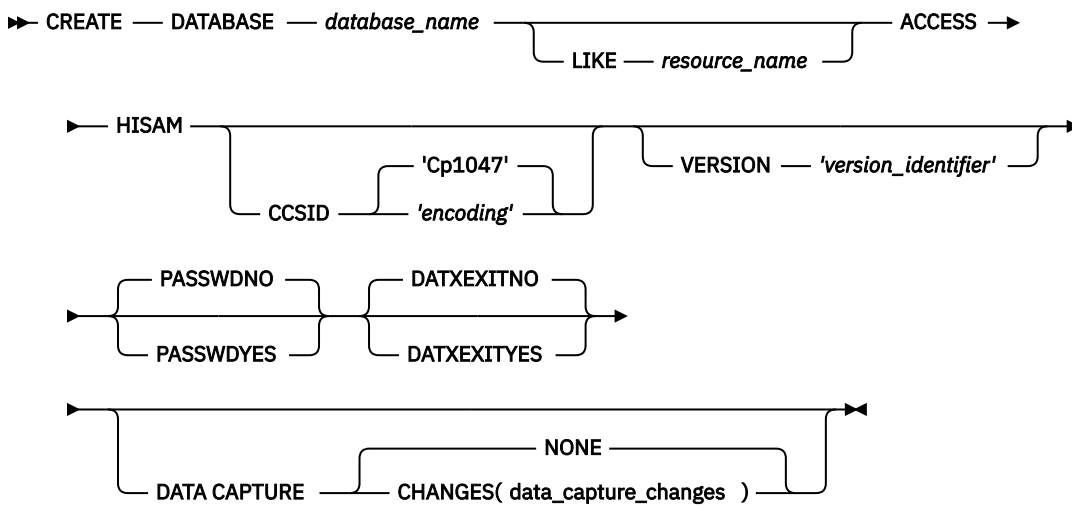 CREATE DATABASE database_name ACCESS
LIKE resource_name
HISAM
'Cp1047'
VERSION 'version_identifier'
CCSID 'encoding'
PASSWDNO DATXEXITNO
PASSWDYES DATXEXITYES
NONE
DATA CAPTURE CHANGES( data_capture_changes )